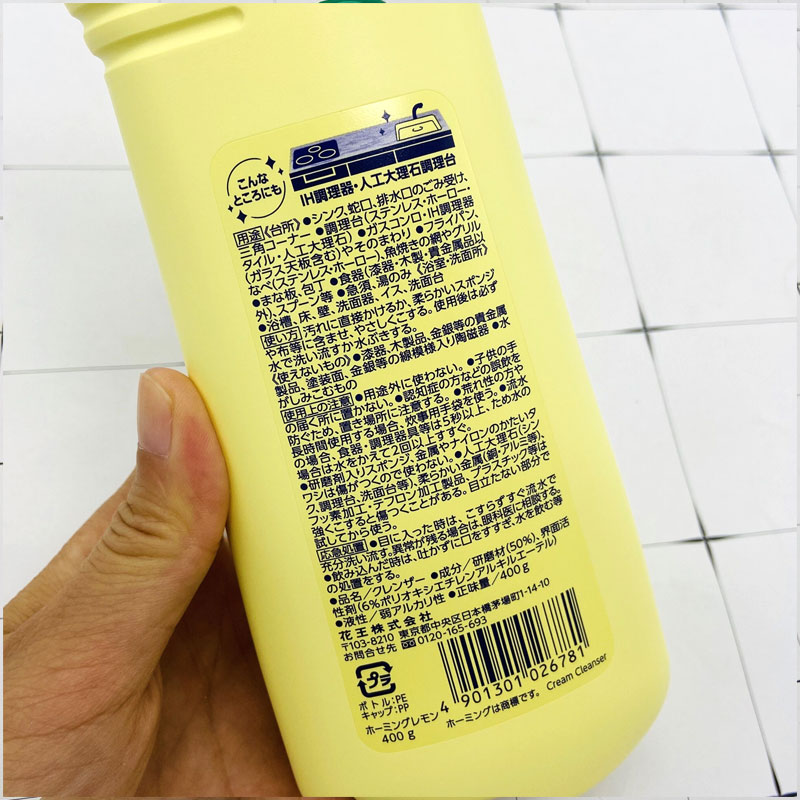 こんな
ところにも
IH調理器・人工大理石調理台
用途《台所》●シンク、蛇口、排水口のごみ受け、
三角コーナー ●調理台(ステンレス・ホーロー・
タイル・人工大理石) ●ガスコンロ・IH調理器
(ガラス天板含む)やそのまわり ●フライパン、
なべ(ステンレス・ホーロー)、魚焼きの網やグリル
●まな板、包丁 ●食器(漆器・木製・貴金属品以
外)、スプーン等 ●急須、湯のみ 《浴室・洗面所》
●浴槽、床、壁、洗面器、イス、洗面台
使い方 汚れに直接かけるか、柔らかいスポンジ
や布等に含ませ、やさしくこする。使用後は必ず
水で洗い流すか水ぶきする。
《使えないもの》●漆器、木製品、金銀等の貴金属
製品、塗装面、金銀等の線模様入り陶磁器 ●水
がしみこむもの
使用上の注意 ●用途外に使わない。●子供の手
の届く所に置かない。●認知症の方などの誤飲を
防ぐため、置き場所に注意する。●荒れ性の方や
長時間使用する場合、炊事用手袋を使う。●流水
の場合、食器・調理器具等は5秒以上、ため水の
場合は水をかえて2回以上すすぐ。
●研磨剤入りスポンジ、金属やナイロンのかたいタ
ワシは傷がつくので使わない。●人工大理石(シン
ク、調理台、洗面台等)、柔らかい金属(銅・アルミ等)、
フッ素加工・テフロン加工製品・プラスチック等は
強くこすると傷つくことがある。目立たない部分で
試してから使う。
応急処置 ●目に入った時は、こすらずすぐ流水で
充分洗い流す。異常が残る場合は、眼科医に相談する。
●飲み込んだ時は、吐かずに口をすすぎ、水を飲む等
の処置をする。
●品名/クレンザー ●成分/研磨材(50%)、界面活
性剤(6%ポリオキシエチレンアルキルエーテル)
●液性/弱アルカリ性 ●正味量/400g
花王株式会社
〒103-8210 東京都中央区日本橋茅場町1-14-10
お問合せ先 0120-165-693
プラ
ボトル:PE
キャップ:PP
4 901301 026781
ホーミングレモン
400g
ホーミングは商標です。 Cream Cleanser